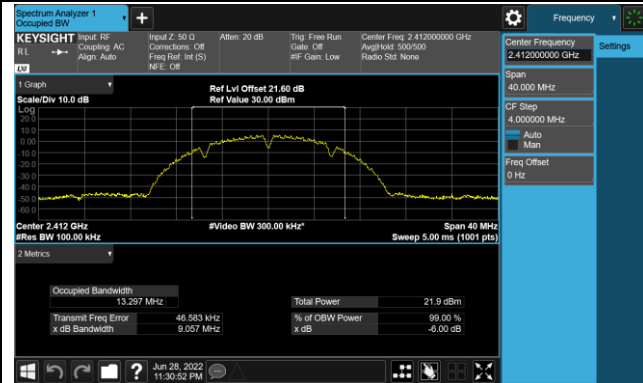 Spectrum Analyzer 1
Occupied BW
+
Frequency
KEYSIGHT
RL
LXI
Input: RF
Coupling: AC
Align: Auto
Input Z: 50 Ω
Corrections: Off
Freq Ref: Int (S)
NFE: Off
Atten: 20 dB
Trig: Free Run
Gate: Off
#IF Gain: Low
Center Freq: 2.412000000 GHz
Avg|Hold: 500/500
Radio Std: None
Center Frequency
2.412000000 GHz
Settings
Span
40.000 MHz
CF Step
4.000000 MHz
Auto
Man
Freq Offset
0 Hz
1 Graph
Scale/Div 10.0 dB
Ref Lvl Offset 21.60 dB
Ref Value 30.00 dBm
Log
20.0
10.0
0.00
-10.0
-20.0
-30.0
-40.0
-50.0
-60.0
Center 2.412 GHz
#Video BW 300.00 kHz*
Span 40 MHz
#Res BW 100.00 kHz
Sweep 5.00 ms (1001 pts)
2 Metrics
Occupied Bandwidth
13.297 MHz
Total Power 21.9 dBm
Transmit Freq Error 46.583 kHz
% of OBW Power 99.00 %
x dB Bandwidth 9.057 MHz
x dB -6.00 dB
?
Jun 28, 2022
11:30:52 PM